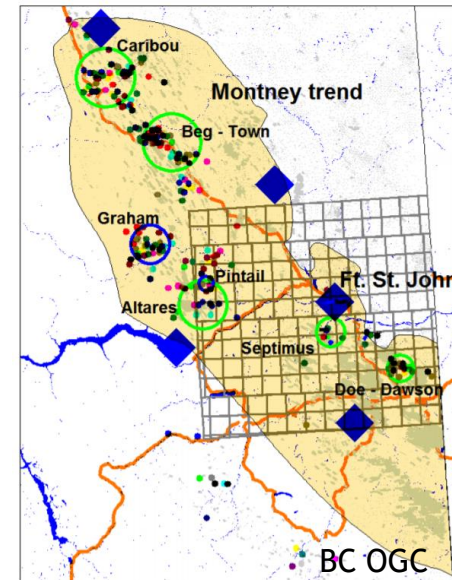 Caribou
Montney trend
Beg - Town
Graham
Pintail
Ft. St. John
Altares
Septimus
Doe - Dawson
BC OGC